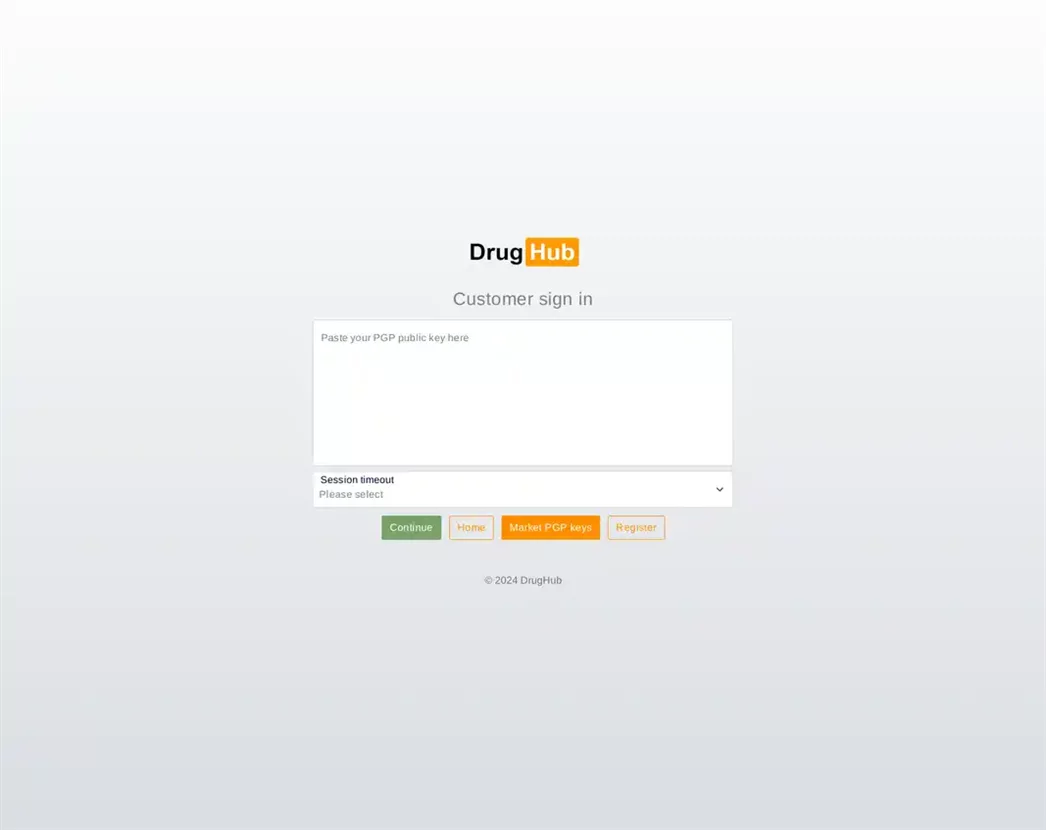 DrugHub
Customer sign in
Paste your PGP public key here
Session timeout
Please select
Continue Home Market PGP keys Register
© 2024 DrugHub